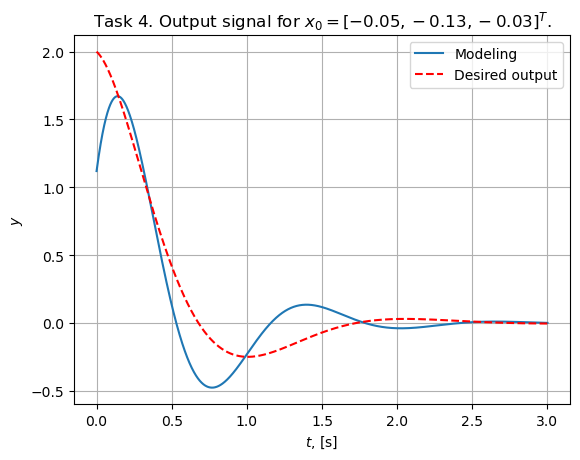 Task 4. Output signal for x₀ = [−0.05, −0.13, −0.03]ᵀ.
Modeling
Desired output
y
2.0
1.5
1.0
0.5
0.0
−0.5
0.0 0.5 1.0 1.5 2.0 2.5 3.0
t, [s]